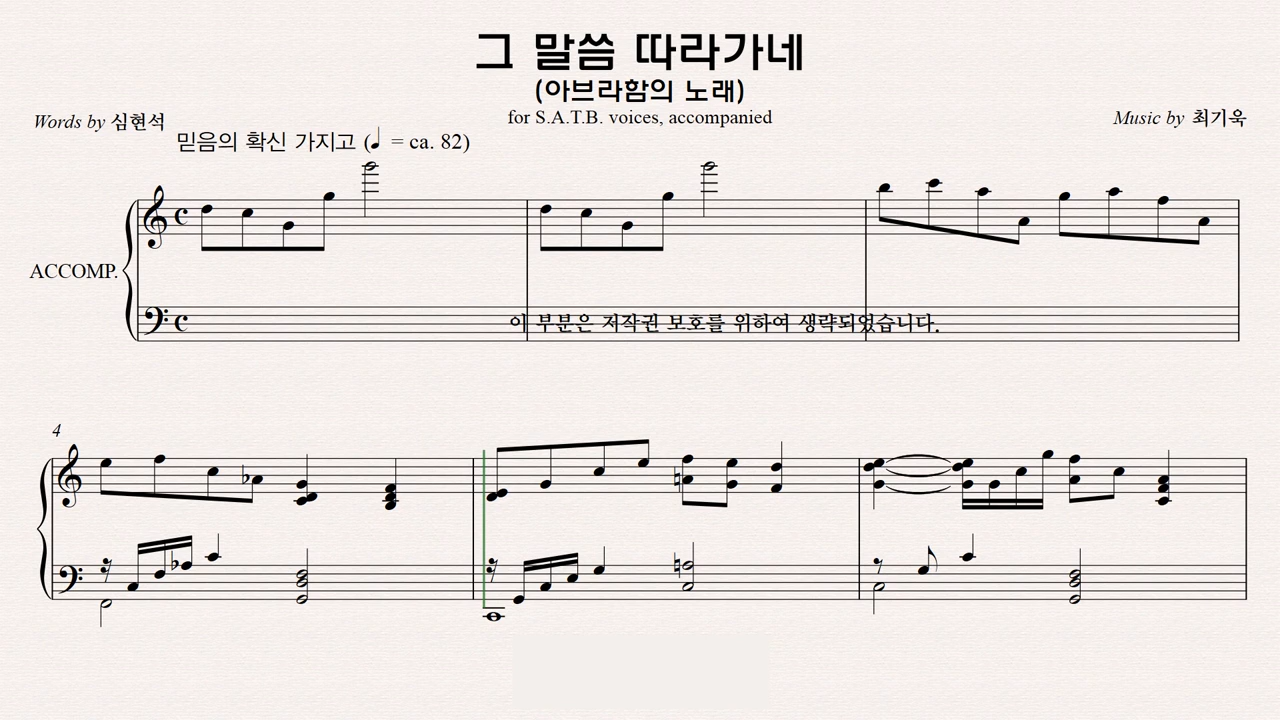 그 말씀 따라가네
(아브라함의 노래)
for S.A.T.B. voices, accompanied
Words by 심현석
Music by 최기욱
믿음의 확신 가지고 (♩ = ca. 82)
ACCOMP.
이 부분은 저작권 보호를 위하여 생략되었습니다.
4